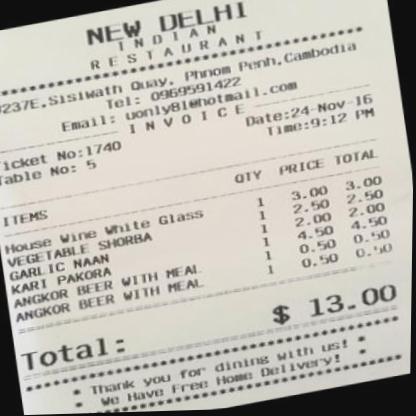 NEW DELHI
INDIAN
RESTAURANT
237E, Sisiwath Quay, Phnom Penh, Cambodia
Tel: 0969591422
Email: uonly81@hotmail.com
INVOICE
Ticket No:1740 Date:24-Nov-16
Table No: 5 Time:9:12 PM
ITEMS QTY PRICE TOTAL
House Wine White Glass 1 3.00 3.00
VEGETABLE SHORBA 1 2.50 2.50
GARLIC NAAN 1 2.00 2.00
KARI PAKORA 1 4.50 4.50
ANGKOR BEER WITH MEAL 1 0.50 0.50
ANGKOR BEER WITH MEAL 1 0.50 0.50
Total: $ 13.00
* Thank you for dining with us! *
* We Have Free Home Delivery! *